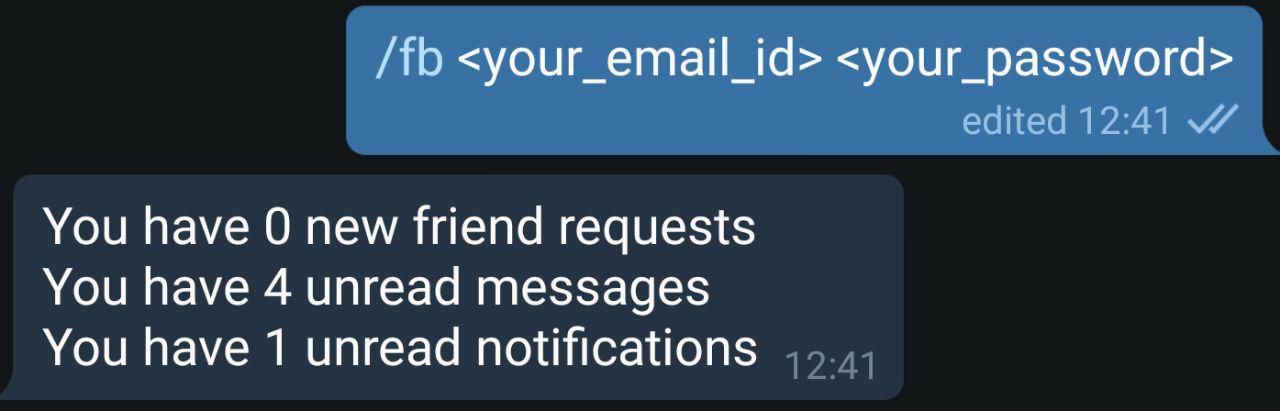 /fb <your_email_id> <your_password>
edited 12:41
You have 0 new friend requests
You have 4 unread messages
You have 1 unread notifications
12:41